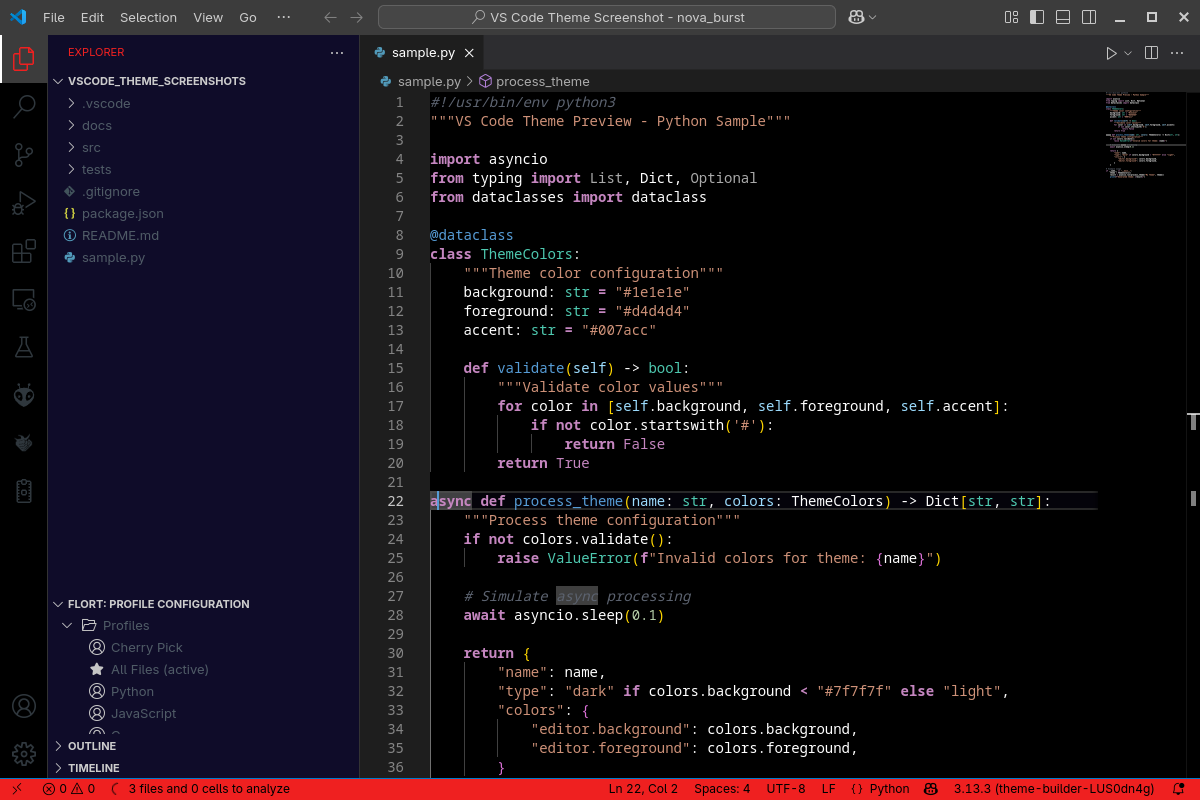 File Edit Selection View Go ···
VS Code Theme Screenshot - nova_burst
EXPLORER
VSCODE_THEME_SCREENSHOTS
.vscode
docs
src
tests
.gitignore
package.json
README.md
sample.py
FLORT: PROFILE CONFIGURATION
Profiles
Cherry Pick
All Files (active)
Python
JavaScript
OUTLINE
TIMELINE
sample.py
sample.py > process_theme
1 #!/usr/bin/env python3
2 """VS Code Theme Preview - Python Sample"""
3
4 import asyncio
5 from typing import List, Dict, Optional
6 from dataclasses import dataclass
7
8 @dataclass
9 class ThemeColors:
10 """Theme color configuration"""
11 background: str = "#1e1e1e"
12 foreground: str = "#d4d4d4"
13 accent: str = "#007acc"
14
15 def validate(self) -> bool:
16 """Validate color values"""
17 for color in [self.background, self.foreground, self.accent]:
18 if not color.startswith('#'):
19 return False
20 return True
21
22 async def process_theme(name: str, colors: ThemeColors) -> Dict[str, str]:
23 """Process theme configuration"""
24 if not colors.validate():
25 raise ValueError(f"Invalid colors for theme: {name}")
26
27 # Simulate async processing
28 await asyncio.sleep(0.1)
29
30 return {
31 "name": name,
32 "type": "dark" if colors.background < "#7f7f7f" else "light",
33 "colors": {
34 "editor.background": colors.background,
35 "editor.foreground": colors.foreground,
36 }
0 0 3 files and 0 cells to analyze Ln 22, Col 2 Spaces: 4 UTF-8 LF {} Python 3.13.3 (theme-builder-LUS0dn4g)